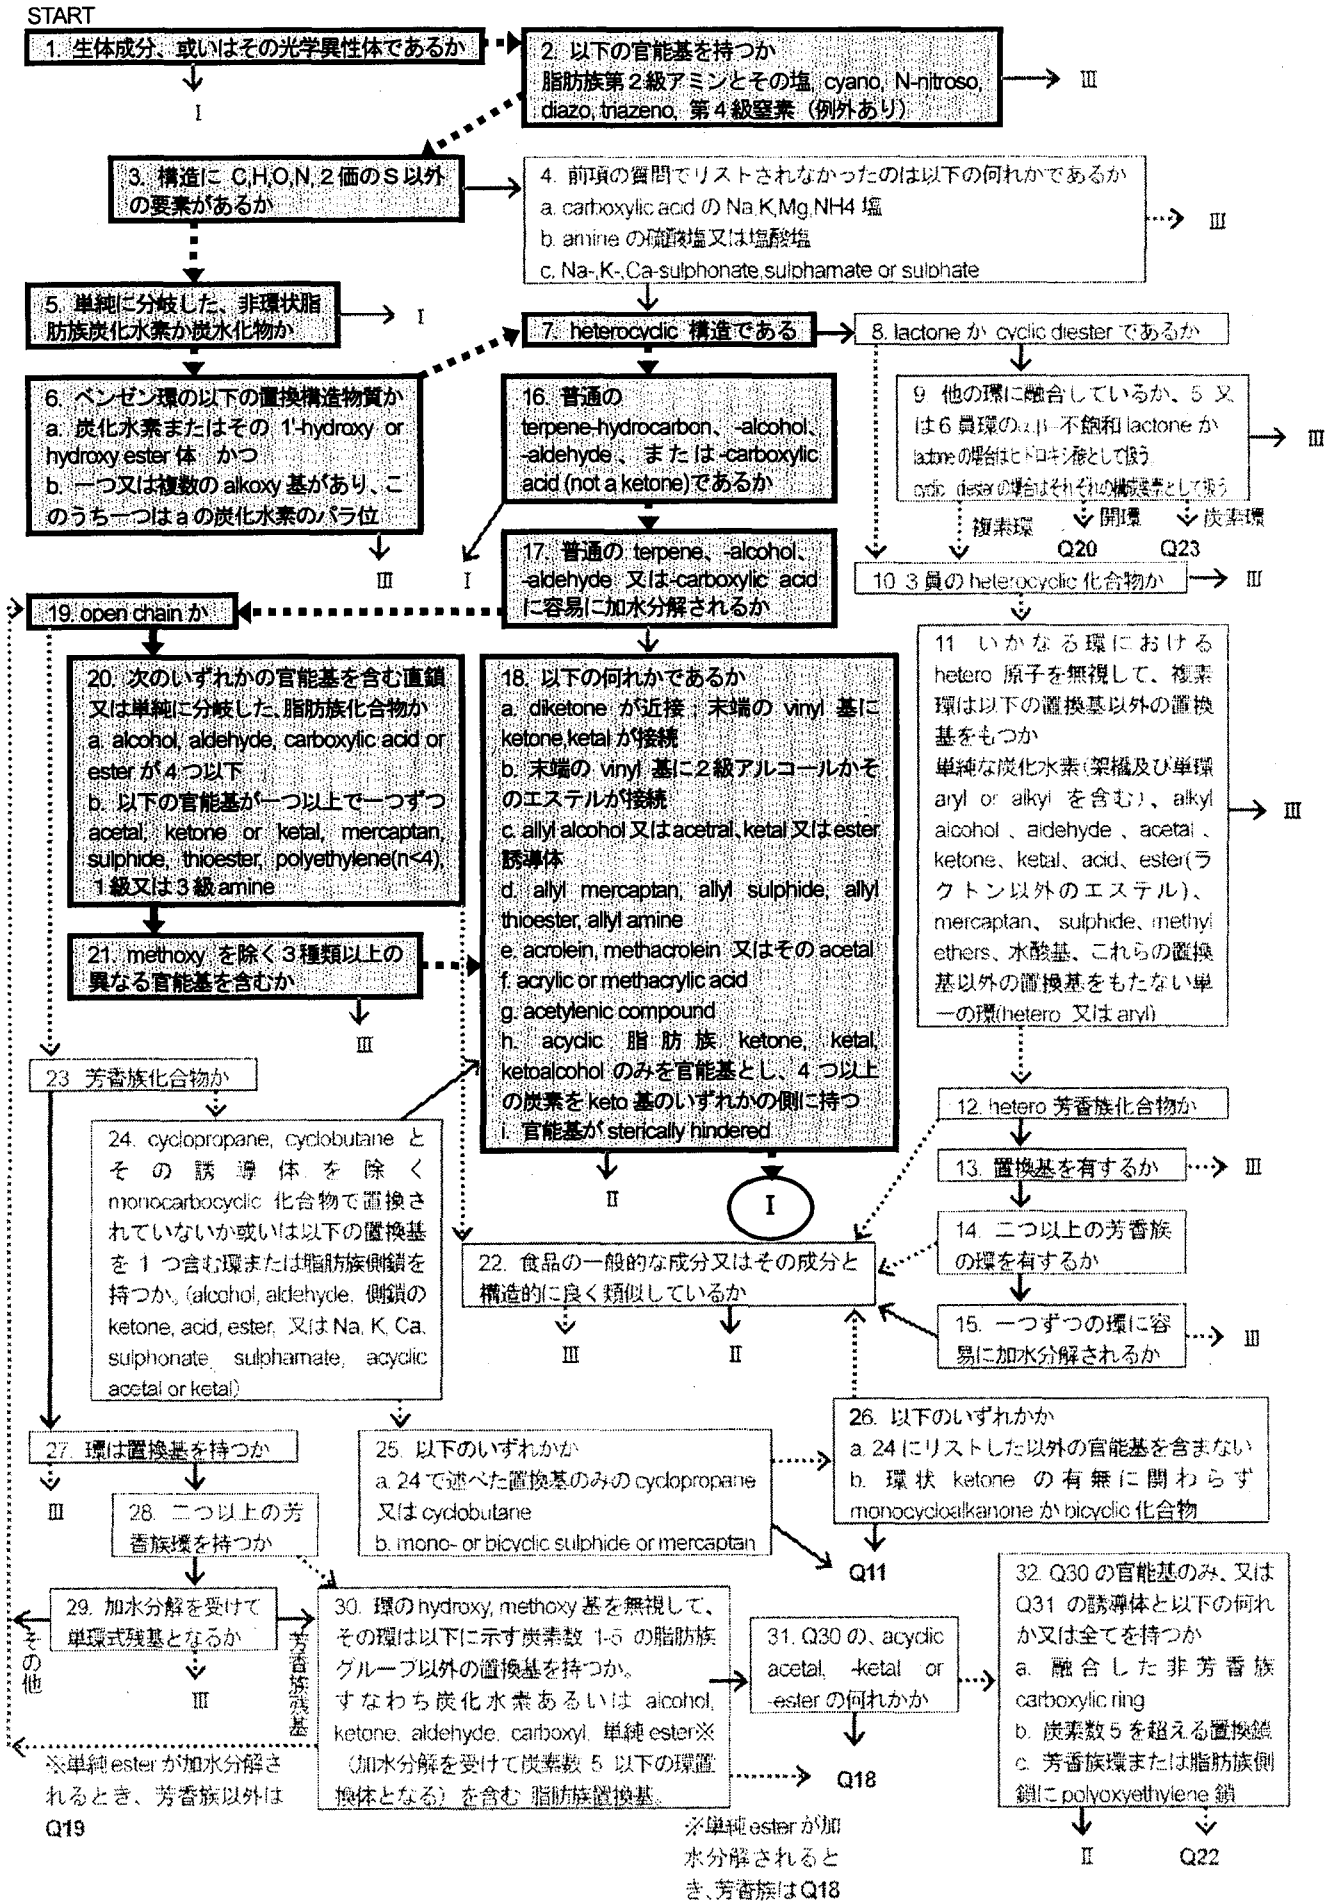 START
1. 生体成分、或いはその光学異性体であるか
I
2. 以下の官能基を持つか
脂肪族第2級アミンとその塩, cyano, N-nitroso,
diazo, triazeno, 第4級窒素（例外あり）
III
3. 構造に C,H,O,N,2価のS以外
の要素があるか
4. 前項の質問でリストされなかったのは以下の何れかであるか
a. carboxylic acid の Na,K,Mg,NH4 塩
b. amine の硫酸塩又は塩酸塩
c. Na-,K-,Ca-sulphonate,sulphamate or sulphate
III
5. 単純に分岐した、非環状脂
肪族炭化水素か炭水化物か
I
7. heterocyclic 構造である
8. lactone か cyclic diester であるか
6. ベンゼン環の以下の置換構造物質か
a. 炭化水素またはその 1'-hydroxy or
hydroxy ester 体 かつ
b. 一つ又は複数の alkoxy 基があり、こ
のうち一つは a の炭化水素のパラ位
III
16. 普通の
terpene-hydrocarbon、-alcohol、
-aldehyde 、または-carboxylic
acid (not a ketone)であるか
I
9. 他の環に融合しているか、5 又
は 6 員環のα,β-不飽和 lactone か
lactone の場合はヒドロキシ酸として扱う
cyclic diester の場合はそれぞれの構成要素として扱う
III
複素環
開環
炭素環
Q20
Q23
17. 普通の terpene、-alcohol、
-aldehyde 又は-carboxylic acid
に容易に加水分解されるか
10. 3員の heterocyclic 化合物か
III
19. open chain か
20. 次のいずれかの官能基を含む直鎖
又は単純に分岐した、脂肪族化合物か
a. alcohol, aldehyde, carboxylic acid or
ester が 4 つ以下
b. 以下の官能基が一つ以上で一つずつ
acetal, ketone or ketal, mercaptan,
sulphide, thioester, polyethylene(n<4),
1級又は 3 級 amine
21. methoxy を除く 3 種類以上の
異なる官能基を含むか
III
18. 以下の何れかであるか
a. diketone が近接；末端の vinyl 基に
ketone,ketal が接続
b. 末端の vinyl 基に2級アルコールかそ
のエステルが接続
c. allyl alcohol 又は acetral、ketal 又は ester
誘導体
d. allyl mercaptan, allyl sulphide, allyl
thioester, allyl amine
e. acrolein, methacrolein 又はその acetal
f. acrylic or methacrylic acid
g. acetylenic compound
h. acyclic 脂肪族 ketone, ketal,
ketoalcohol のみを官能基とし、4 つ以上
の炭素を keto 基のいずれかの側に持つ
i. 官能基が sterically hindered
II
I
11 いかなる環における
hetero 原子を無視して、複素
環は以下の置換基以外の置換
基をもつか
単純な炭化水素(架橋及び単環
aryl or alkyl を含む)、alkyl
alcohol 、aldehyde 、acetal 、
ketone、ketal、acid、ester(ラ
クトン以外のエステル)、
mercaptan、sulphide、methyl
ethers、水酸基、これらの置換
基以外の置換基をもたない単
一の環(hetero 又は aryl)
III
23 芳香族化合物か
24. cyclopropane, cyclobutane と
その誘導体を除く
monocarbocyclic 化合物で置換さ
れていないか或いは以下の置換基
を 1 つ含む環または脂肪族側鎖を
持つか。(alcohol, aldehyde, 側鎖の
ketone, acid, ester, 又は Na, K, Ca,
sulphonate, sulphamate, acyclic
acetal or ketal)
12. hetero 芳香族化合物か
13. 置換基を有するか
III
14. 二つ以上の芳香族
の環を有するか
15. 一つずつの環に容
易に加水分解されるか
III
22. 食品の一般的な成分又はその成分と
構造的に良く類似しているか
III
II
27. 環は置換基を持つか
III
25. 以下のいずれかか
a. 24 で述べた置換基のみの cyclopropane
又は cyclobutane
b. mono- or bicyclic sulphide or mercaptan
26. 以下のいずれかか
a. 24 にリストした以外の官能基を含まない
b. 環状 ketone の有無に関わらず
monocycloalkanone か bicyclic 化合物
Q11
28. 二つ以上の芳
香族環を持つか
29. 加水分解を受けて
単環式残基となるか
その他
芳香族残基
III
30. 環の hydroxy, methoxy 基を無視して、
その環は以下に示す炭素数 1-5 の脂肪族
グループ以外の置換基を持つか。
すなわち炭化水素あるいは alcohol,
ketone, aldehyde, carboxyl, 単純 ester※
（加水分解を受けて炭素数 5 以下の環置
換体となる）を含む 脂肪族置換基。
31. Q30 の、acyclic
acetal, -ketal or
-ester の何れかか
Q18
32. Q30 の官能基のみ、又は
Q31 の誘導体と以下の何れ
か又は全てを持つか
a. 融合した非芳香族
carboxylic ring
b. 炭素数 5 を超える置換鎖
c. 芳香族環または脂肪族側
鎖に polyoxyethylene 鎖
II
Q22
※単純 ester が加水分解さ
れるとき、芳香族以外は
Q19
※単純 ester が加
水分解されると
き、芳香族は Q18